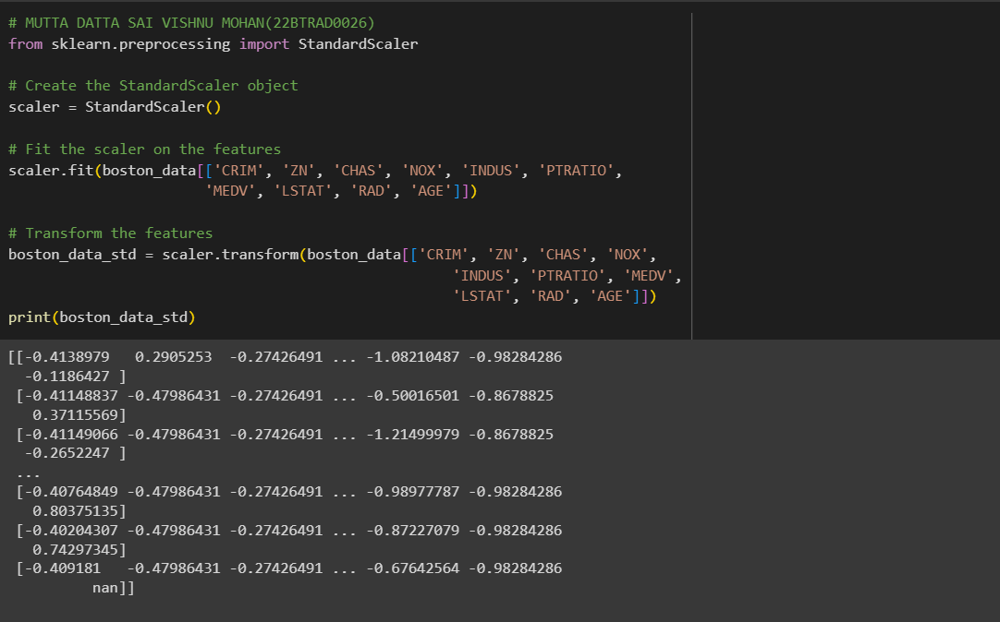 # MUTTA DATTA SAI VISHNU MOHAN(22BTRAD0026)
from sklearn.preprocessing import StandardScaler
# Create the StandardScaler object
scaler = StandardScaler()
# Fit the scaler on the features
scaler.fit(boston_data[['CRIM', 'ZN', 'CHAS', 'NOX', 'INDUS', 'PTRATIO',
'MEDV', 'LSTAT', 'RAD', 'AGE']])
# Transform the features
boston_data_std = scaler.transform(boston_data[['CRIM', 'ZN', 'CHAS', 'NOX',
'INDUS', 'PTRATIO', 'MEDV',
'LSTAT', 'RAD', 'AGE']])
print(boston_data_std)
[[-0.4138979   0.2905253  -0.27426491 ... -1.08210487 -0.98284286
-0.1186427 ]
[-0.41148837 -0.47986431 -0.27426491 ... -0.50016501 -0.8678825
0.37115569]
[-0.41149066 -0.47986431 -0.27426491 ... -1.21499979 -0.8678825
-0.2652247 ]
...
[-0.40764849 -0.47986431 -0.27426491 ... -0.98977787 -0.98284286
0.80375135]
[-0.40204307 -0.47986431 -0.27426491 ... -0.87227079 -0.98284286
0.74297345]
[-0.409181   -0.47986431 -0.27426491 ... -0.67642564 -0.98284286
nan]]